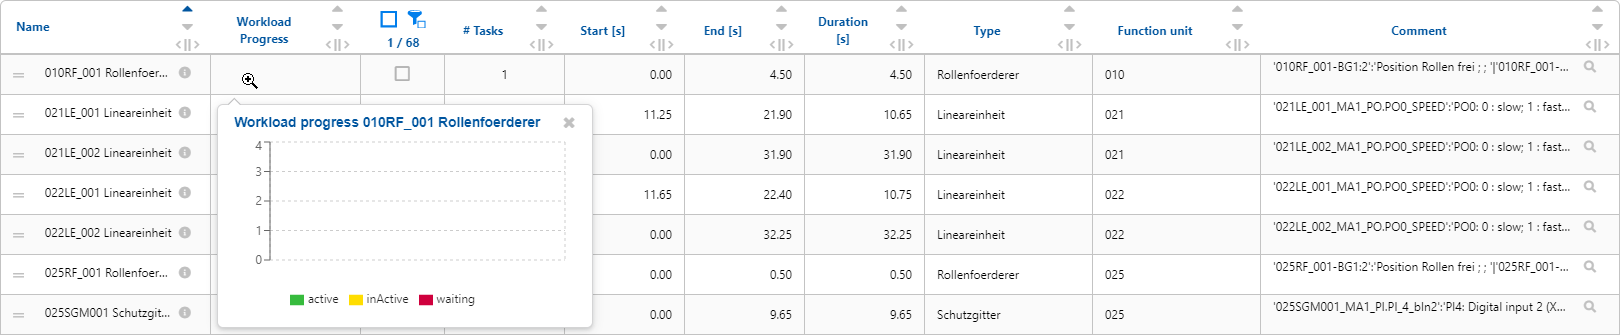 Name Workload Progress 1 / 68 # Tasks Start [s] End [s] Duration [s] Type Function unit Comment
010RF_001 Rollenfoer... 1 0.00 4.50 4.50 Rollenfoerderer 010 '010RF_001-BG1:2':'Position Rollen frei ; ; '|'010RF_001-...
021LE_001 Lineareinheit 11.25 21.90 10.65 Lineareinheit 021 '021LE_001_MA1_PO.PO0_SPEED':'PO0: 0 : slow; 1 : fast...
021LE_002 Lineareinheit 0.00 31.90 31.90 Lineareinheit 021 '021LE_002_MA1_PO.PO0_SPEED':'PO0: 0 : slow; 1 : fast...
022LE_001 Lineareinheit 11.65 22.40 10.75 Lineareinheit 022 '022LE_001_MA1_PO.PO0_SPEED':'PO0: 0 : slow; 1 : fast...
022LE_002 Lineareinheit 0.00 32.25 32.25 Lineareinheit 022 '022LE_002_MA1_PO.PO0_SPEED':'PO0: 0 : slow; 1 : fast...
025RF_001 Rollenfoer... 0.00 0.50 0.50 Rollenfoerderer 025 '025RF_001-BG1:2':'Position Rollen frei ; ; '|'025RF_001-...
025SGM001 Schutzgit... 0.00 9.65 9.65 Schutzgitter 025 '025SGM001_MA1_PI.PI_4_bIn2':'PI4: Digital input 2 (X...
Workload progress 010RF_001 Rollenfoerderer
4
3
2
1
0
active inActive waiting